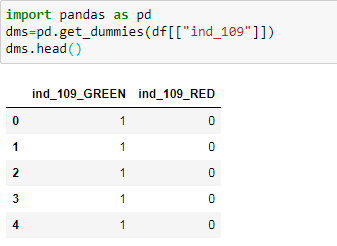 import pandas as pd
dms=pd.get_dummies(df[["ind_109"]])
dms.head()
ind_109_GREEN ind_109_RED
0 1 0
1 1 0
2 1 0
3 1 0
4 1 0